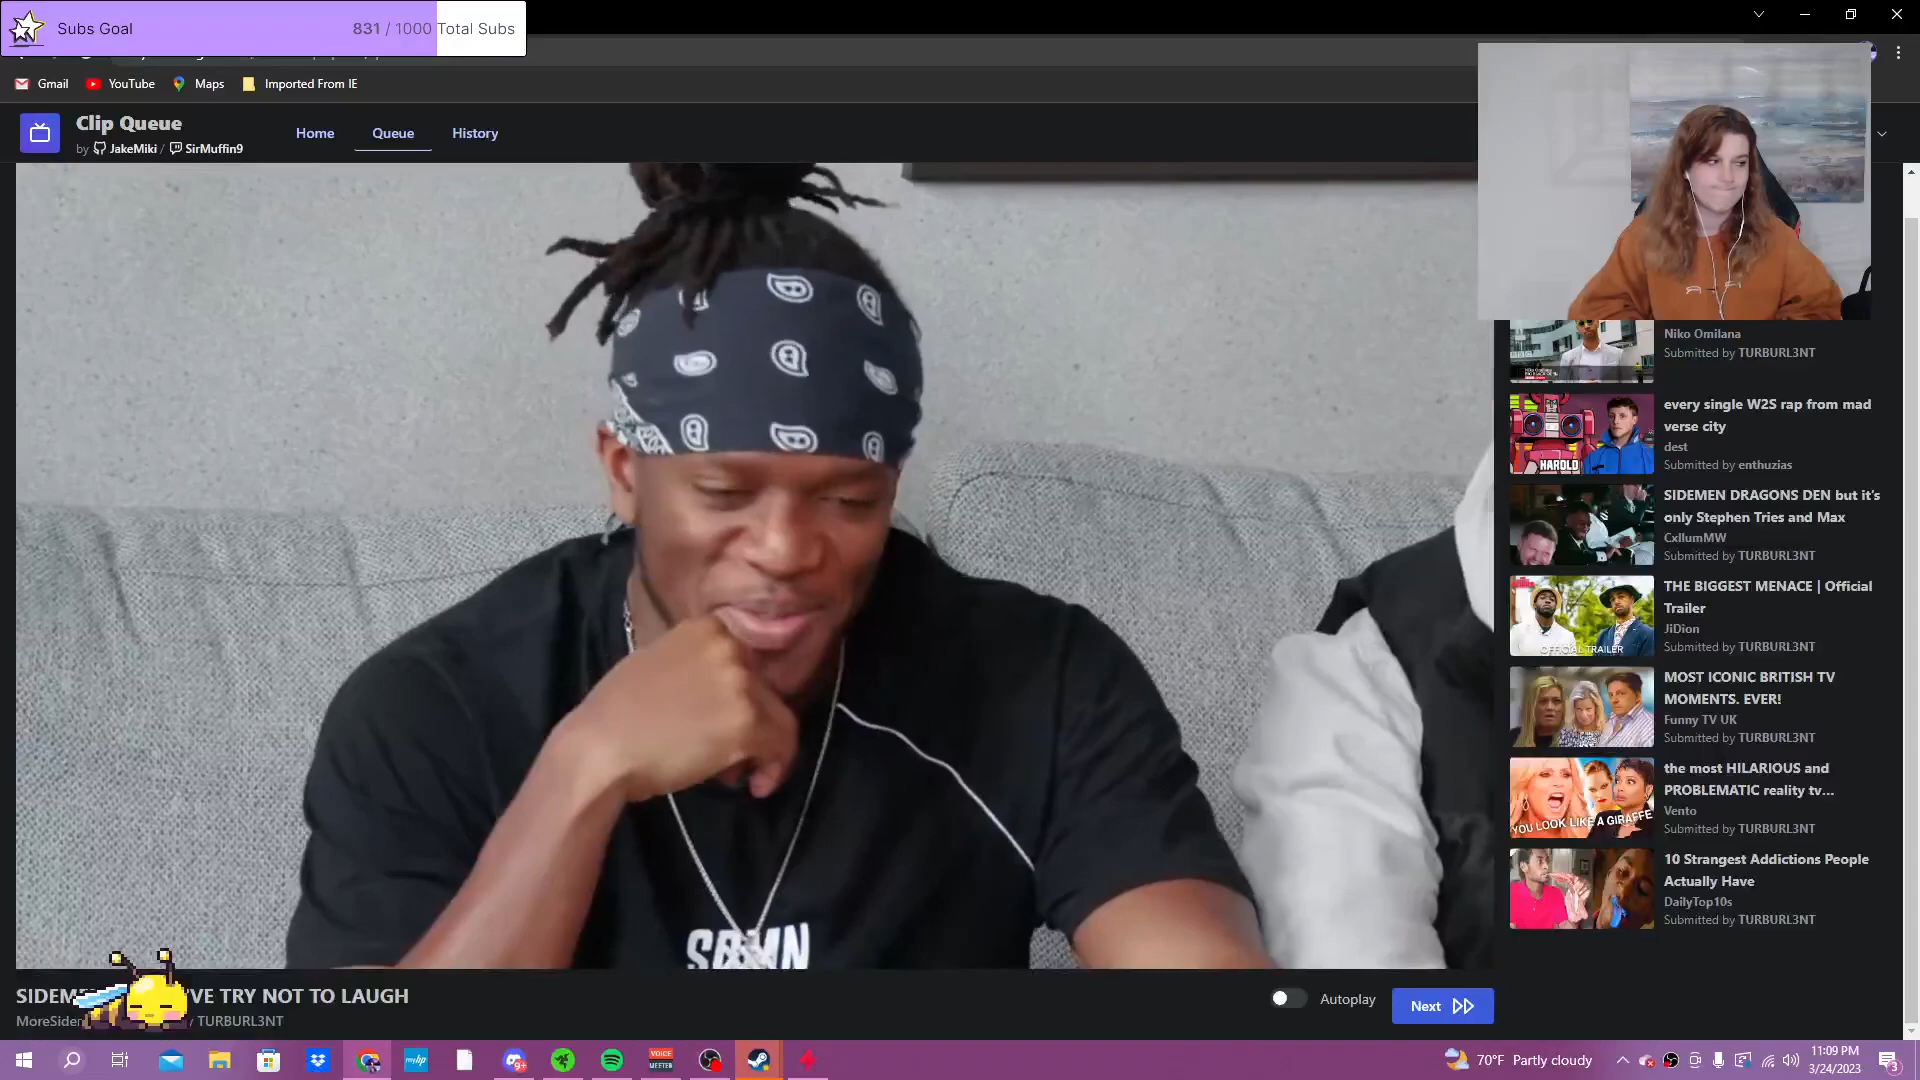 Subs Goal 831 / 1000 Total Subs
Gmail YouTube Maps Imported From IE
Clip Queue
by JakeMiki / SirMuffin9
Home Queue History
Niko Omilana
Submitted by TURBURL3NT
every single W2S rap from mad
verse city
dest
Submitted by enthuzias
HAROLD
SIDEMEN DRAGONS DEN but it's
only Stephen Tries and Max
CxllumMW
Submitted by TURBURL3NT
THE BIGGEST MENACE | Official
Trailer
JiDion
Submitted by TURBURL3NT
OFFICIAL TRAILER
MOST ICONIC BRITISH TV
MOMENTS. EVER!
Funny TV UK
Submitted by TURBURL3NT
the most HILARIOUS and
PROBLEMATIC reality tv...
Vento
Submitted by TURBURL3NT
YOU LOOK LIKE A GIRAFFE
10 Strangest Addictions People
Actually Have
DailyTop10s
Submitted by TURBURL3NT
SDMN
TRY NOT TO LAUGH
/ TURBURL3NT
Autoplay
Next
myhp
9+
VOICE
MEETER
70°F Partly cloudy
11:09 PM
3/24/2023
3